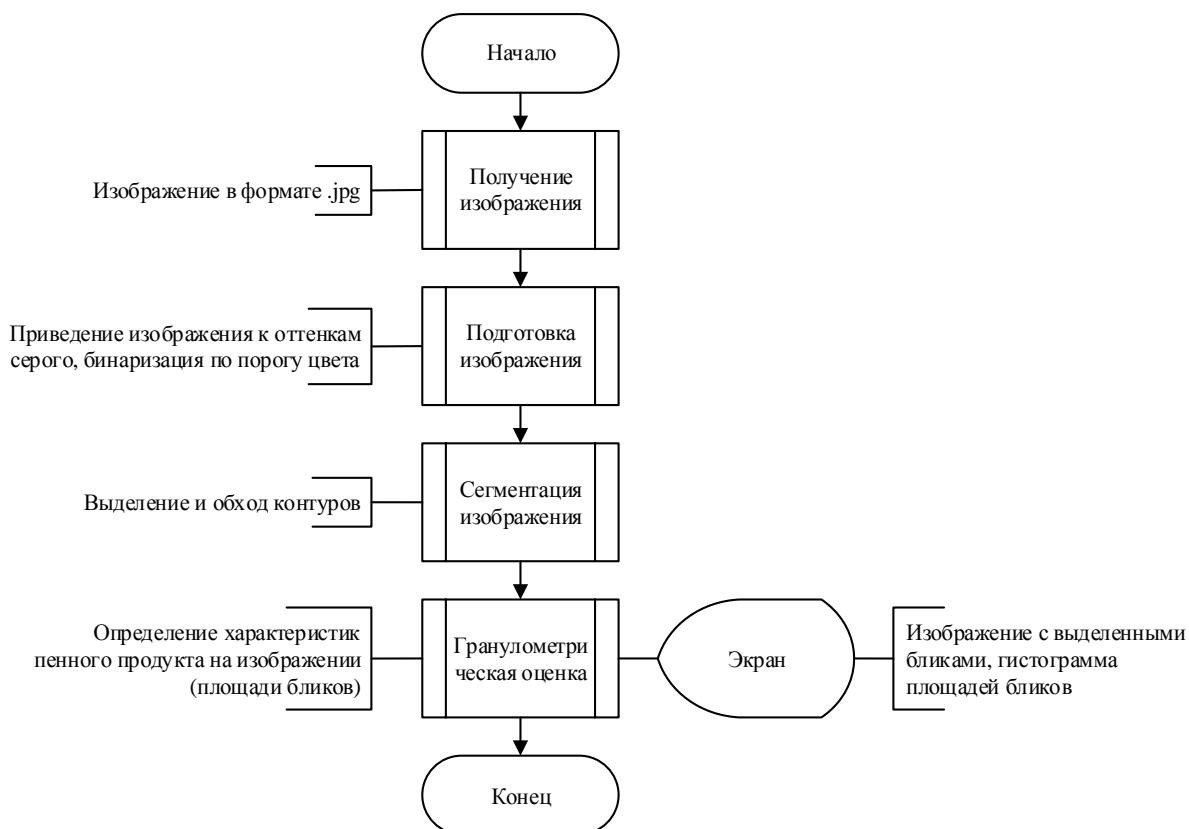 Начало
Изображение в формате .jpg
Получение
изображения
Приведение изображения к оттенкам
серого, бинаризация по порогу цвета
Подготовка
изображения
Выделение и обход контуров
Сегментация
изображения
Определение характеристик
пенного продукта на изображении
(площади бликов)
Гранулометри
ческая оценка
Экран
Изображение с выделенными
бликами, гистограмма
площадей бликов
Конец